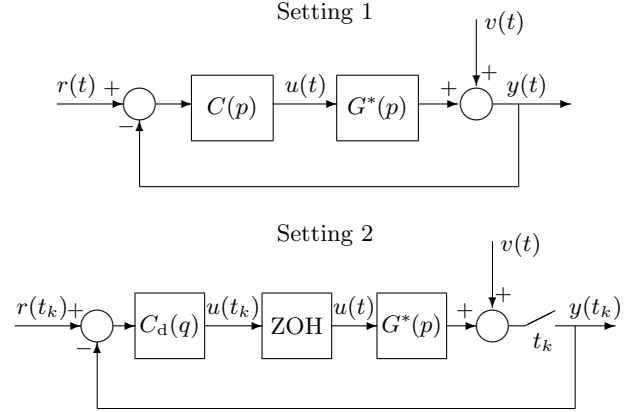 Setting 1
v(t)
r(t) + C(p) u(t) G*(p) + + y(t)
−
Setting 2
v(t)
r(t_k) + C_d(q) u(t_k) ZOH u(t) G*(p) + + t_k y(t_k)
−